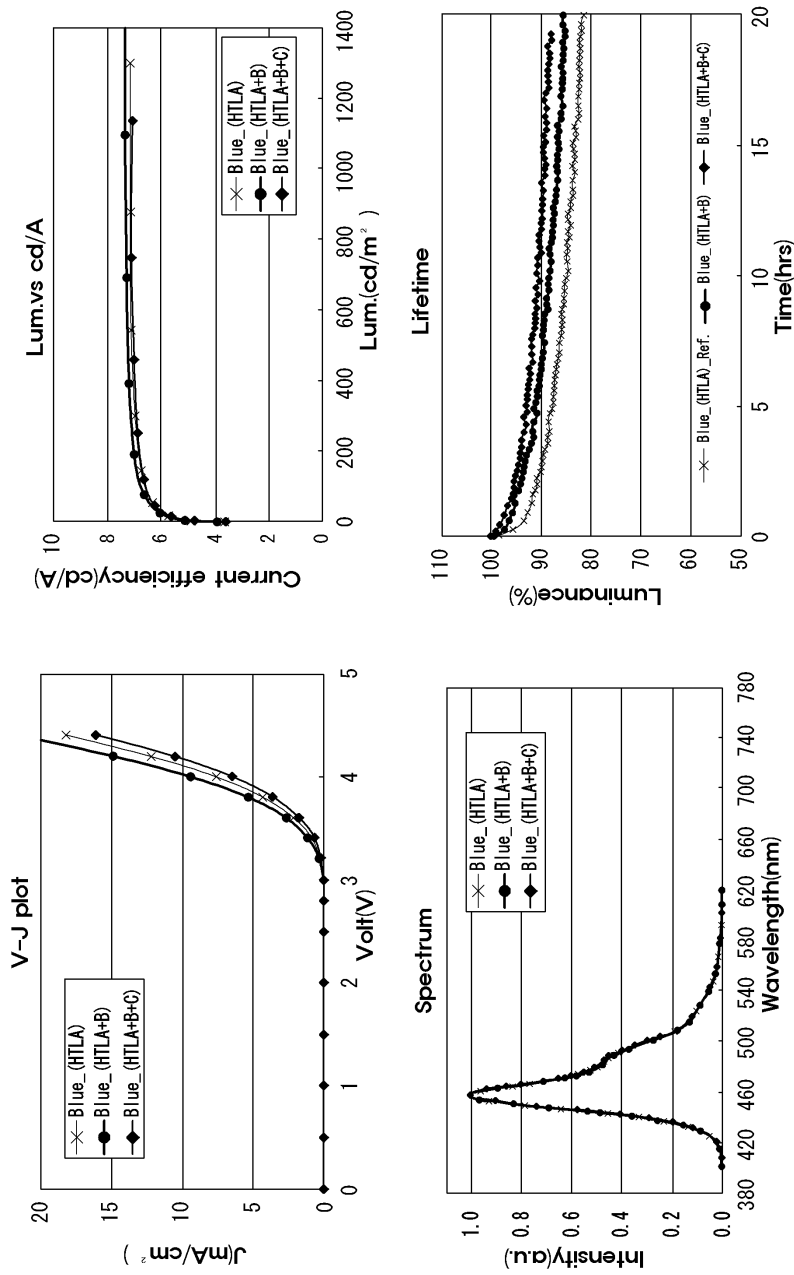 V-J plot
20
15
10
5
0
J(mA/cm²)
0
1
2
3
4
5
Volt(V)
Blue_(HTLA)
Blue_(HTLA+B)
Blue_(HTLA+B+C)
Lum.vs cd/A
10
8
6
4
2
0
Current efficiency(cd/A)
0
200
400
600
800
1000
1200
1400
Lum.(cd/m²)
Blue_(HTLA)
Blue_(HTLA+B)
Blue_(HTLA+B+C)
Spectrum
1.0
0.8
0.6
0.4
0.2
0.0
Intensity(a.u.)
380
420
460
500
540
580
620
660
700
740
780
Wavelength(nm)
Blue_(HTLA)
Blue_(HTLA+B)
Blue_(HTLA+B+C)
Lifetime
110
100
90
80
70
60
50
Luminance(%)
0
5
10
15
20
Time(hrs)
Blue_(HTLA)_Ref. Blue_(HTLA+B) Blue_(HTLA+B+C)